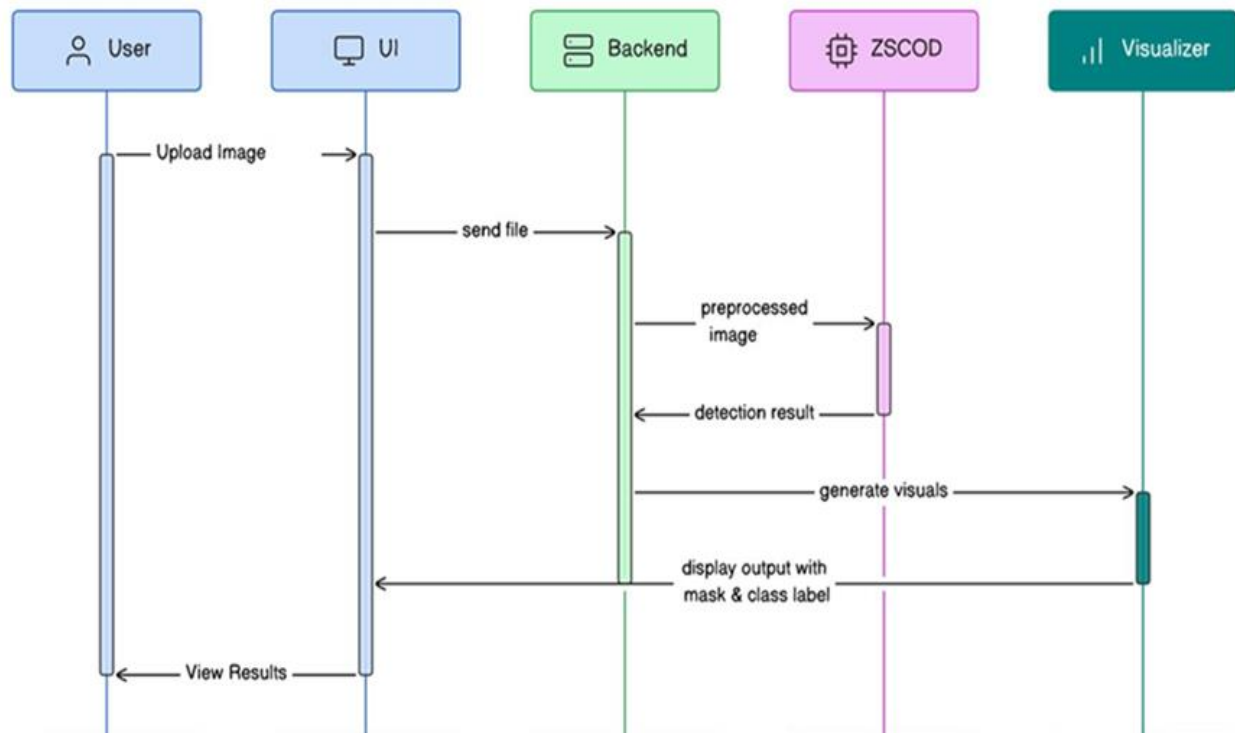 User
UI
Backend
ZSCOD
Visualizer
Upload Image
send file
preprocessed
image
detection result
generate visuals
display output with
mask & class label
View Results